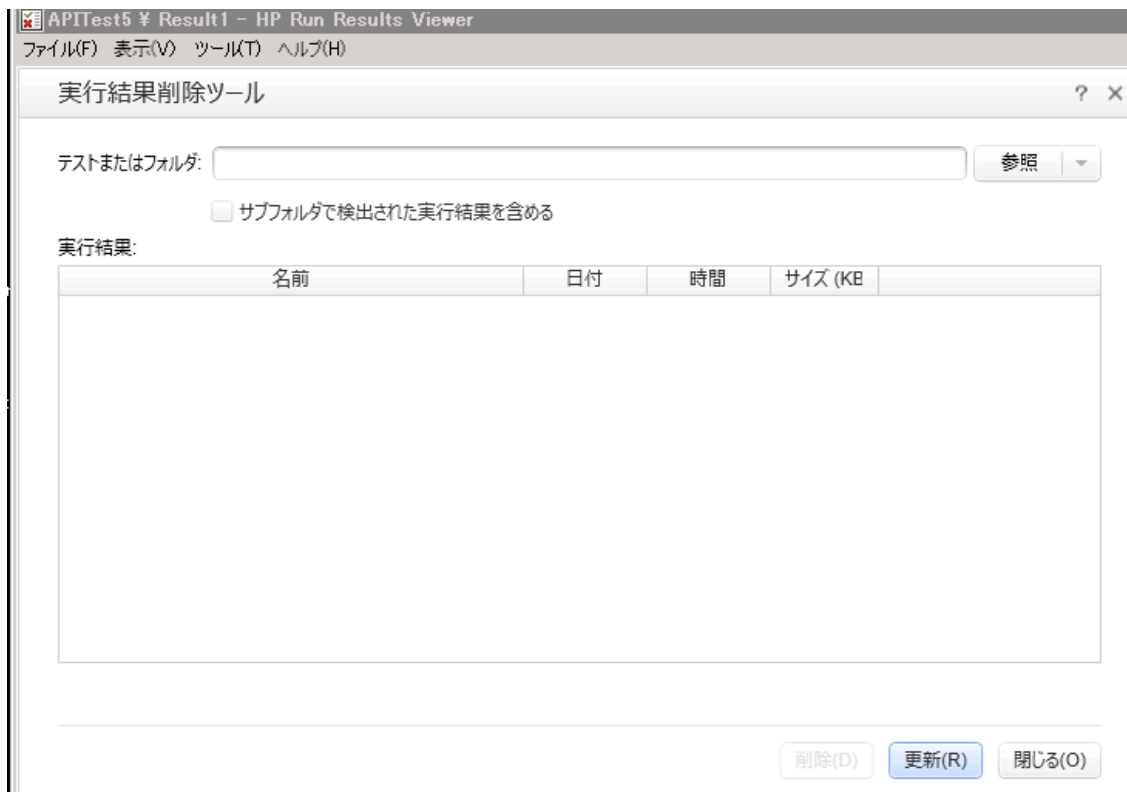 APITest5 ¥ Result1 - HP Run Results Viewer
ファイル(F) 表示(V) ツール(T) ヘルプ(H)
実行結果削除ツール ? ×
テストまたはフォルダ: 参照
サブフォルダで検出された実行結果を含める
実行結果:
名前 日付 時間 サイズ (KB
削除(D) 更新(R) 閉じる(O)